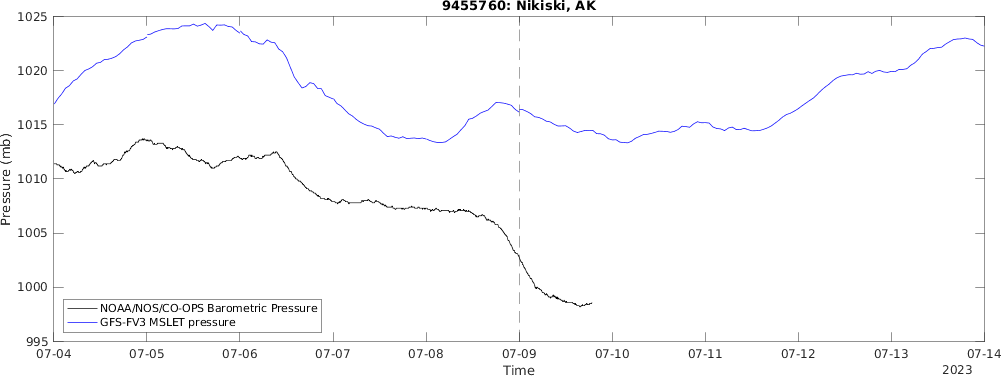 9455760: Nikiski, AK
Pressure (mb)
1025
1020
1015
1010
1005
1000
995
NOAA/NOS/CO-OPS Barometric Pressure
GFS-FV3 MSLET pressure
07-04 07-05 07-06 07-07 07-08 07-09 07-10 07-11 07-12 07-13 07-14
Time
2023